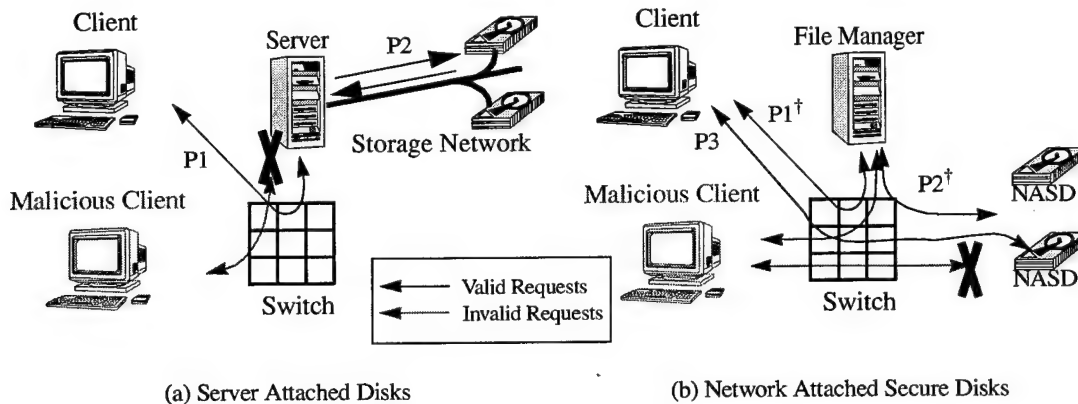 Client
Server
P2
Storage Network
P1
Malicious Client
Switch
(a) Server Attached Disks
Valid Requests
Invalid Requests
Client
File Manager
P1†
P3
P2†
NASD
Malicious Client
NASD
Switch
(b) Network Attached Secure Disks